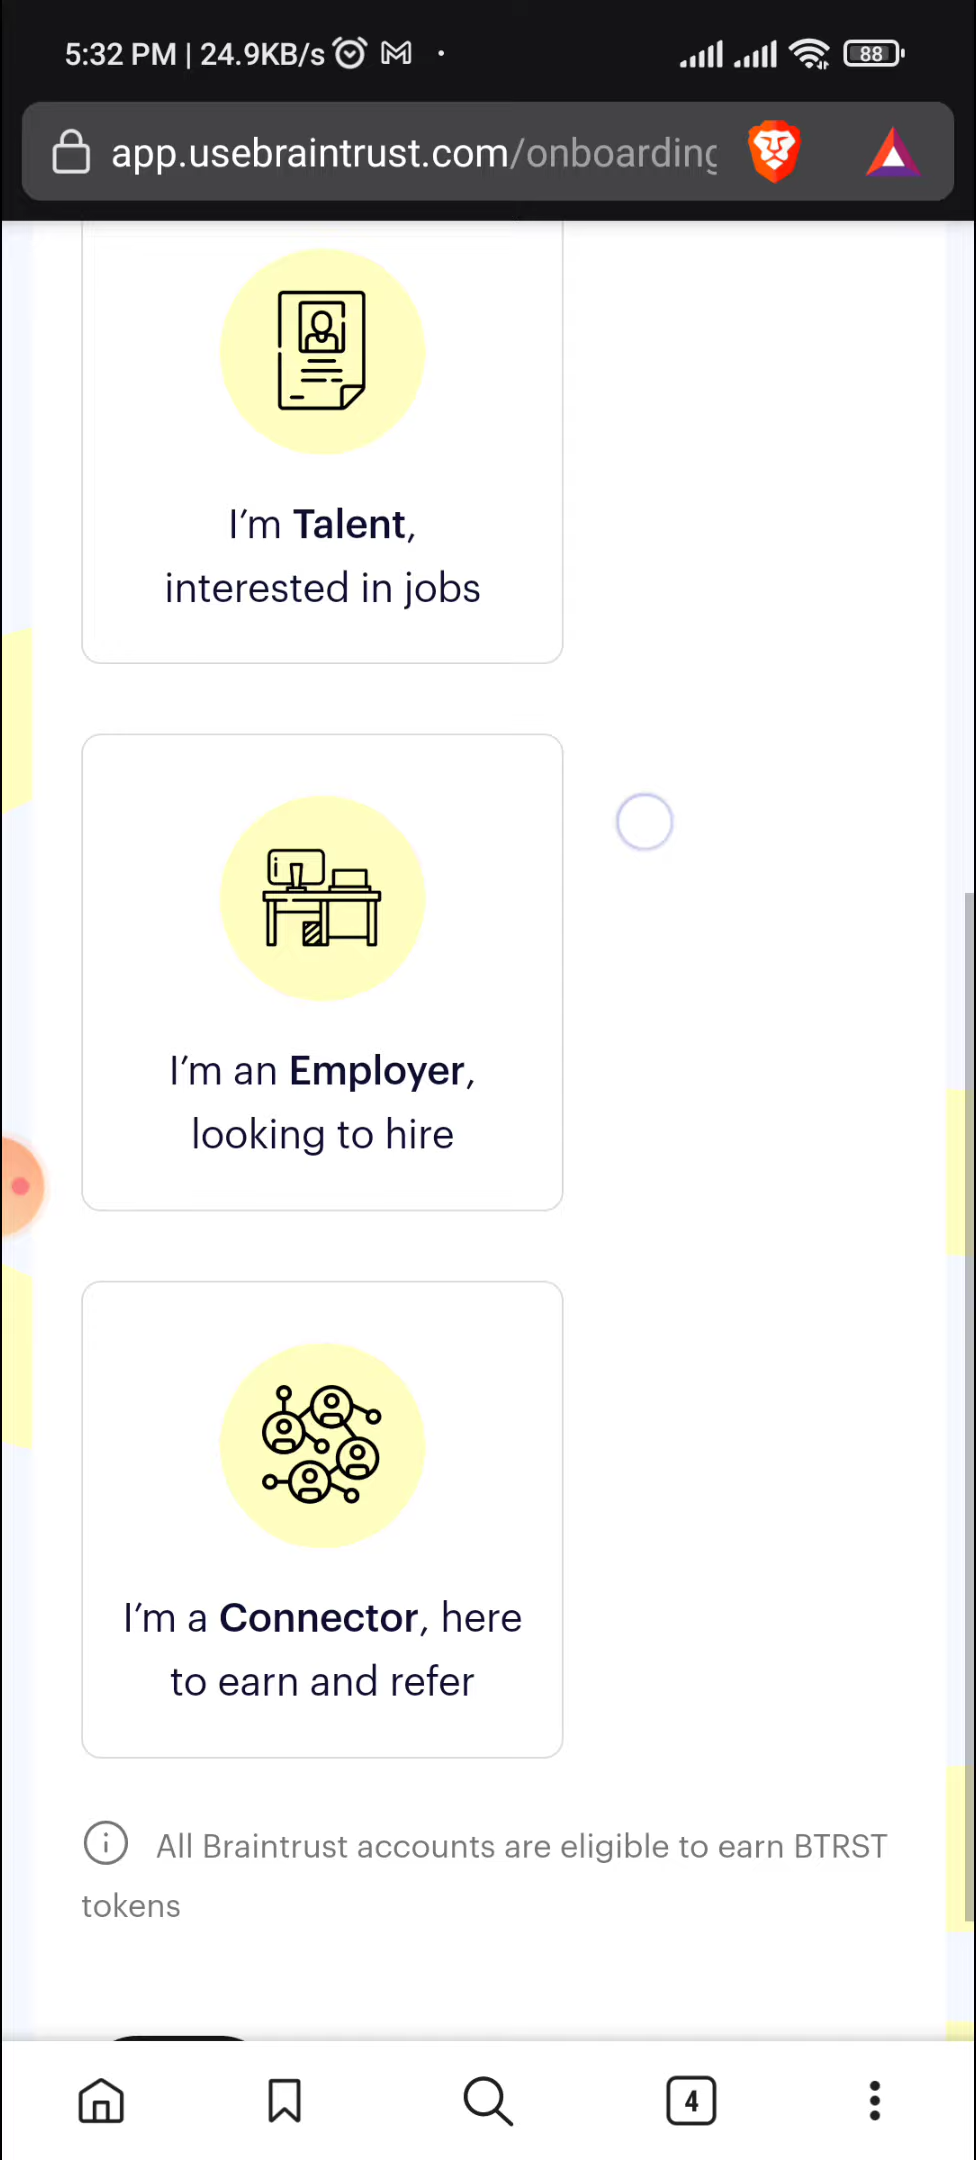 5:32 PM | 24.9KB/s
88
app.usebraintrust.com/onboarding
I’m Talent,
interested in jobs
I’m an Employer,
looking to hire
I’m a Connector, here
to earn and refer
All Braintrust accounts are eligible to earn BTRST
tokens
4